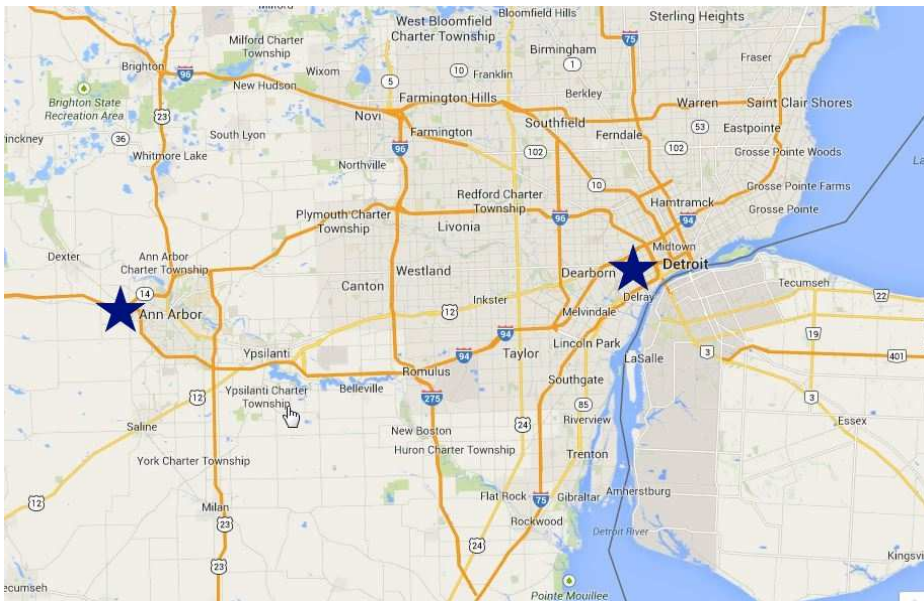 Milford
Bloomfield Hills
Sterling Heights
West Bloomfield
Charter Township
75
Milford Charter
Township
Birmingham
Fraser
Brighton
96
Wixom
5
10
Franklin
1
New Hudson
Berkley
Brighton State
Recreation Area
Farmington Hills
Warren
Saint Clair Shores
23
Novi
Southfield
53
Eastpointe
36
South Lyon
Farmington
Ferndale
102
102
Whitmore Lake
96
Grosse Pointe Woods
Northville
10
Redford Charter
Township
Grosse Pointe Farms
Hamtramck
Plymouth Charter
Township
96
94
Grosse Pointe
Livonia
Midtown
Dexter
Ann Arbor
Charter Township
Westland
Dearborn
Detroit
Canton
Tecumseh
14
Inkster
Delray
22
Ann Arbor
12
Melvindale
19
94
Lincoln Park
3
401
Ypsilanti
94
Taylor
LaSalle
Romulus
Ypsilanti Charter
Township
Belleville
Southgate
12
275
85
3
Saline
24
Riverview
Essex
New Boston
Huron Charter Township
Trenton
York Charter Township
Flat Rock
Gibraltar
Amherstburg
12
Milan
75
23
Rockwood
Detroit River
24
23
Pointe Mouillee